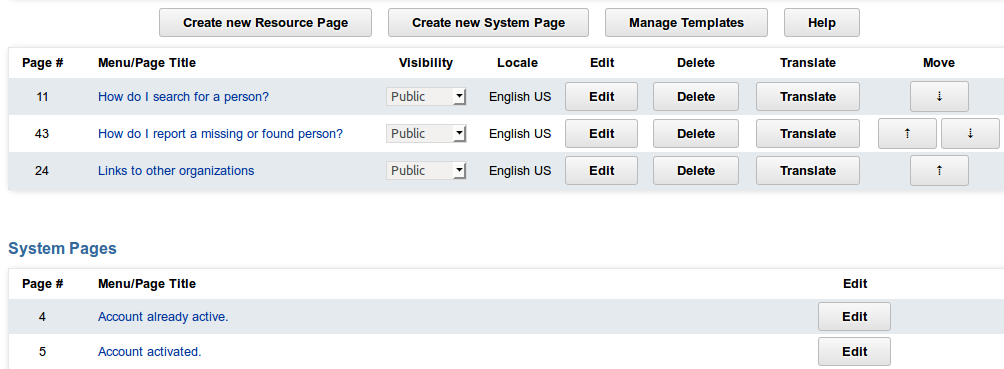 Create new Resource Page Create new System Page Manage Templates Help
Page # Menu/Page Title Visibility Locale Edit Delete Translate Move
11 How do I search for a person? Public English US Edit Delete Translate ⇣
43 How do I report a missing or found person? Public English US Edit Delete Translate ⇡ ⇣
24 Links to other organizations Public English US Edit Delete Translate ⇡
System Pages
Page # Menu/Page Title Edit
4 Account already active. Edit
5 Account activated. Edit